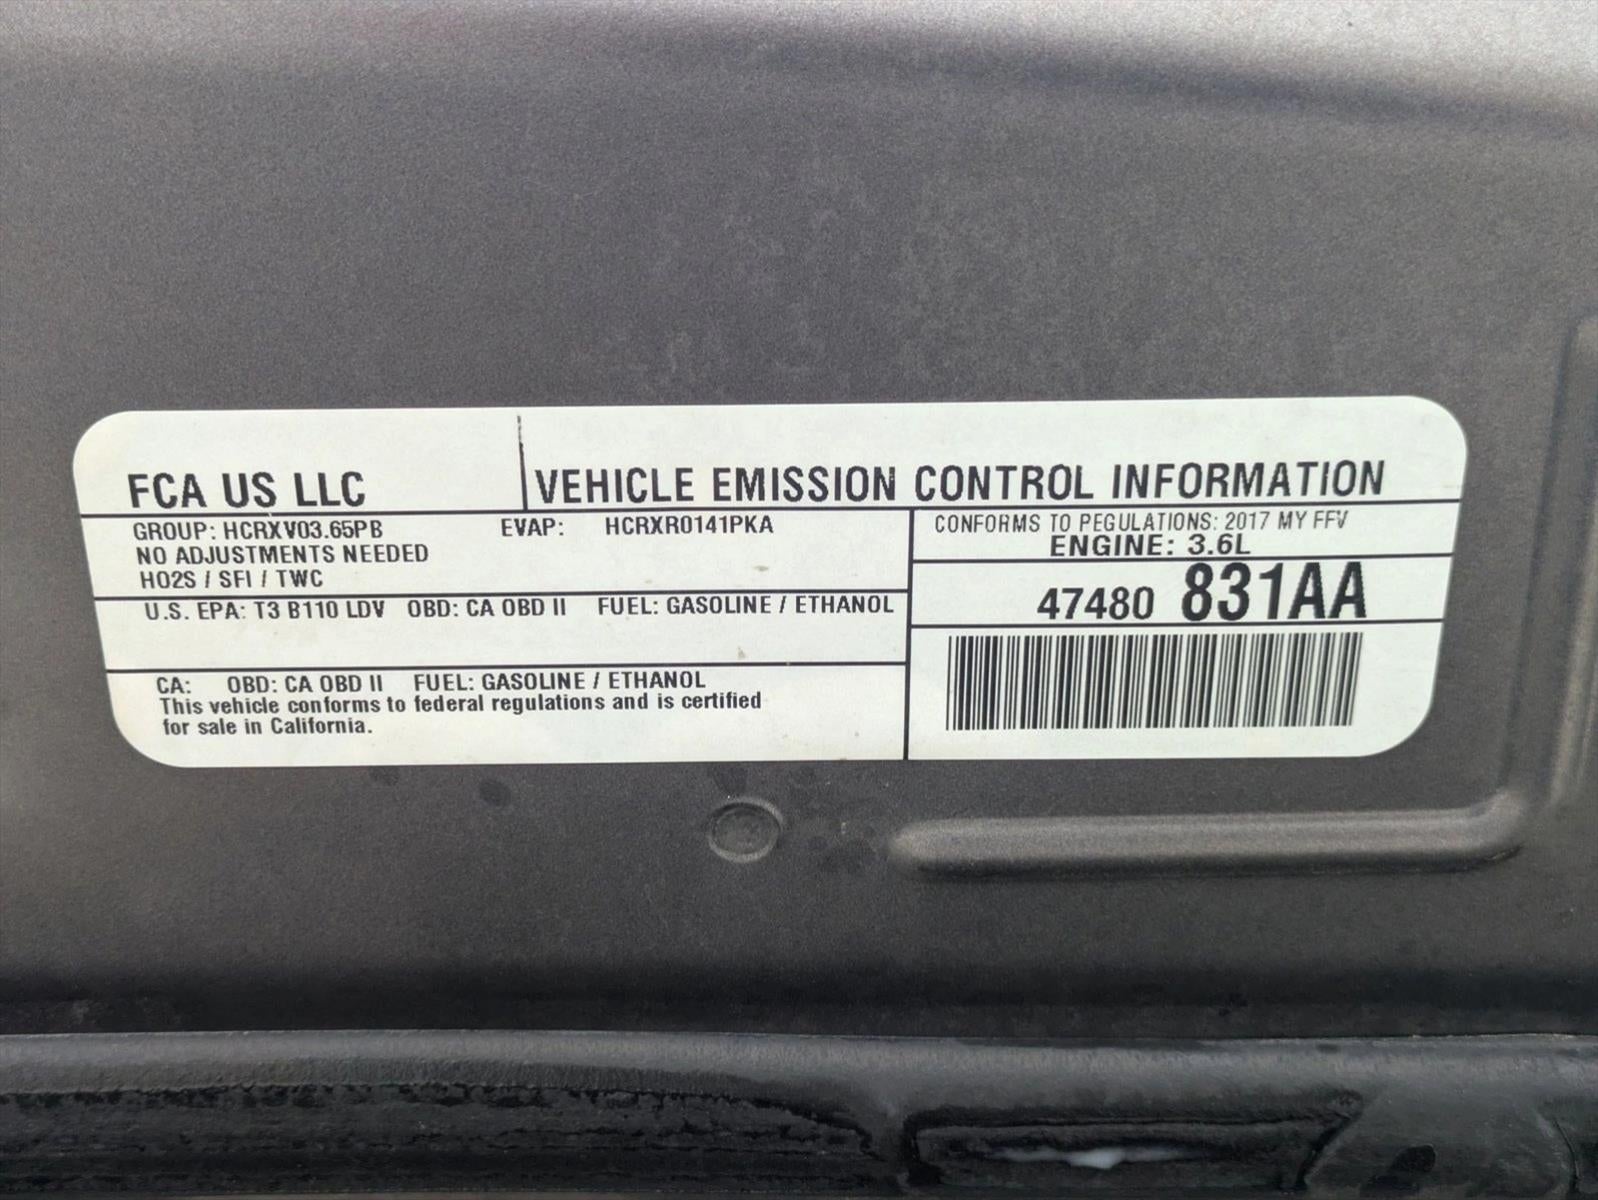 FCA US LLC
VEHICLE EMISSION CONTROL INFORMATION
GROUP: HCRXV03.65PB EVAP: HCRXR0141PKA
NO ADJUSTMENTS NEEDED
HO2S / SFI / TWC
U.S. EPA: T3 B110 LDV OBD: CA OBD II FUEL: GASOLINE / ETHANOL
CA: OBD: CA OBD II FUEL: GASOLINE / ETHANOL
This vehicle conforms to federal regulations and is certified
for sale in California.
CONFORMS TO PEGULATIONS: 2017 MY FFV
ENGINE: 3.6L
47480 831AA